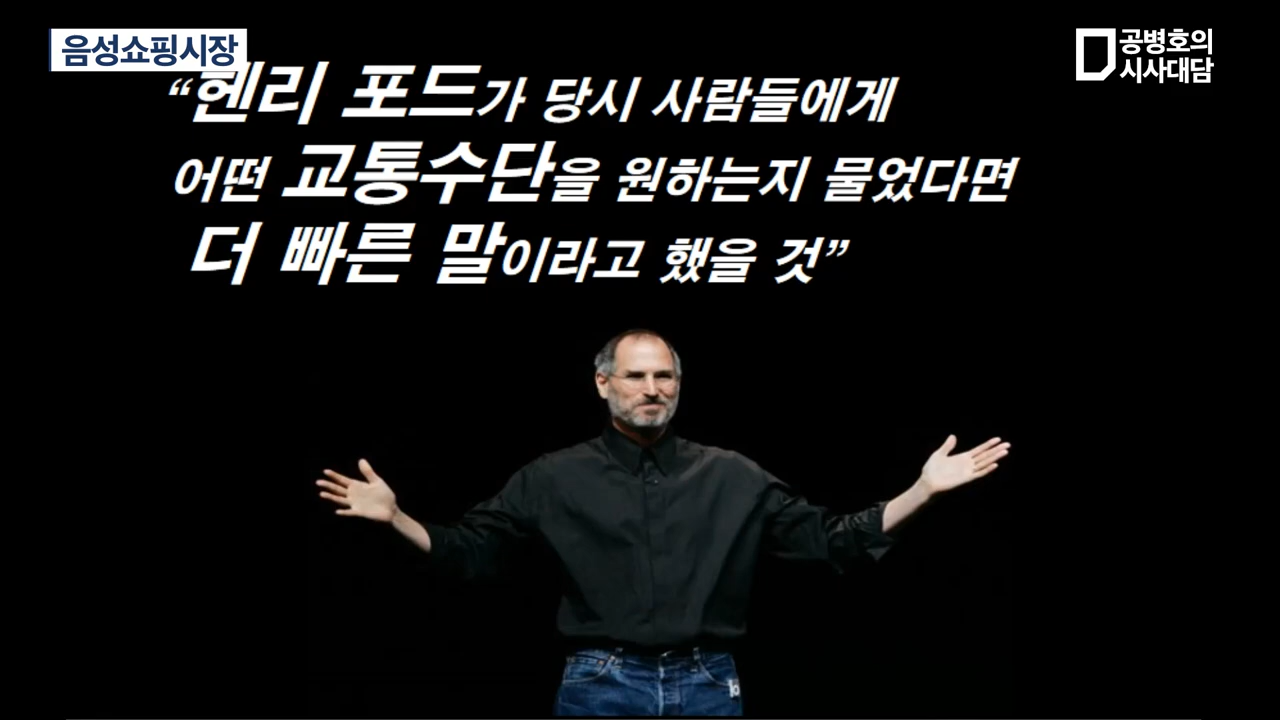 음성쇼핑시장
공병호의
시사대담
“헨리 포드가 당시 사람들에게
어떤 교통수단을 원하는지 물었다면
더 빠른 말이라고 했을 것”